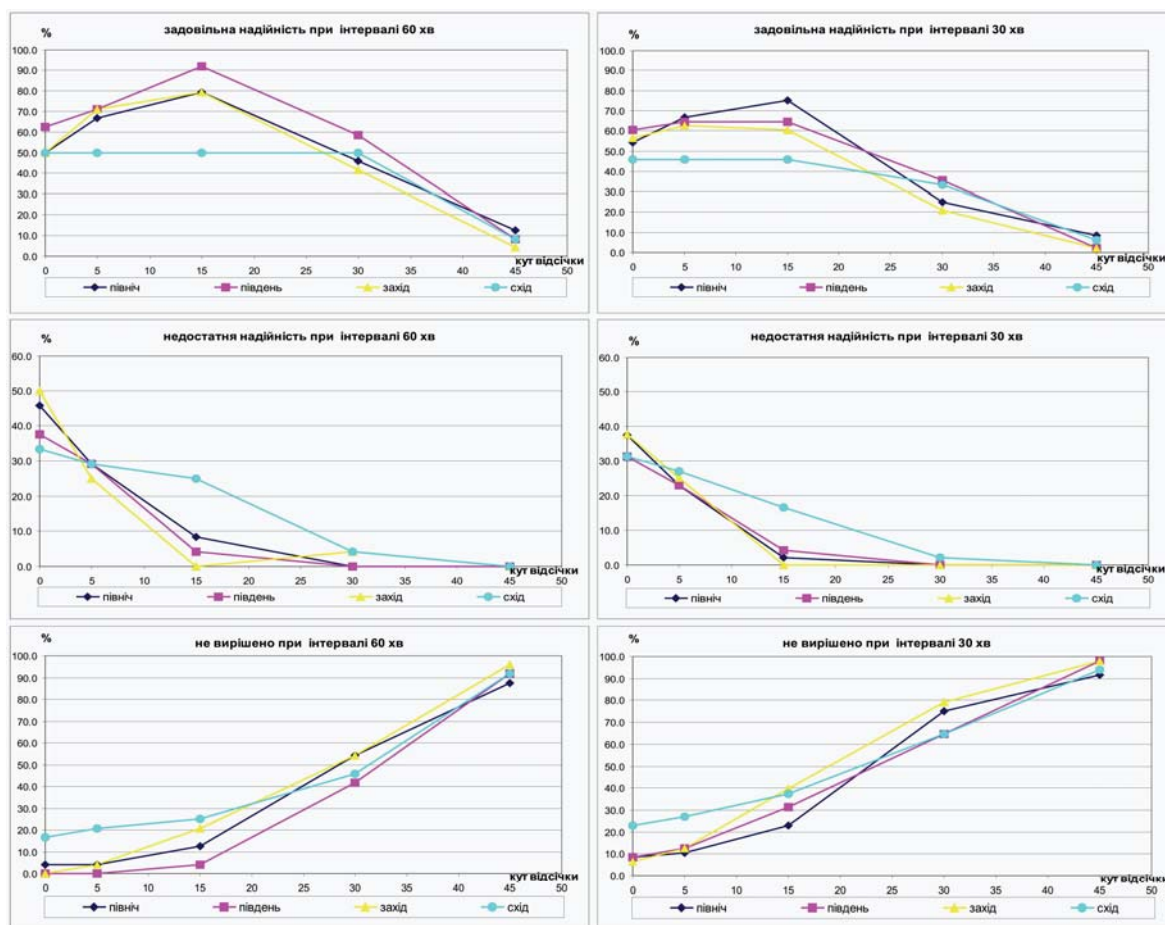 задовільна надійність при інтервалі 60 хв
%
100.0
90.0
80.0
70.0
60.0
50.0
40.0
30.0
20.0
10.0
0.0
0 5 10 15 20 25 30 35 40 45 50
кут відсічки
північ південь захід схід
задовільна надійність при інтервалі 30 хв
%
100.0
90.0
80.0
70.0
60.0
50.0
40.0
30.0
20.0
10.0
0.0
0 5 10 15 20 25 30 35 40 45 50
кут відсічки
північ південь захід схід
недостатня надійність при інтервалі 60 хв
%
60.0
50.0
40.0
30.0
20.0
10.0
0.0
0 5 10 15 20 25 30 35 40 45 50
кут відсічки
північ південь захід схід
недостатня надійність при інтервалі 30 хв
%
60.0
50.0
40.0
30.0
20.0
10.0
0.0
0 5 10 15 20 25 30 35 40 45 50
кут відсічки
північ південь захід схід
не вирішено при інтервалі 60 хв
%
100.0
90.0
80.0
70.0
60.0
50.0
40.0
30.0
20.0
10.0
0.0
0 5 10 15 20 25 30 35 40 45 50
кут відсічки
північ південь захід схід
не вирішено при інтервалі 30 хв
%
100.0
90.0
80.0
70.0
60.0
50.0
40.0
30.0
20.0
10.0
0.0
0 5 10 15 20 25 30 35 40 45 50
кут відсічки
північ південь захід схід